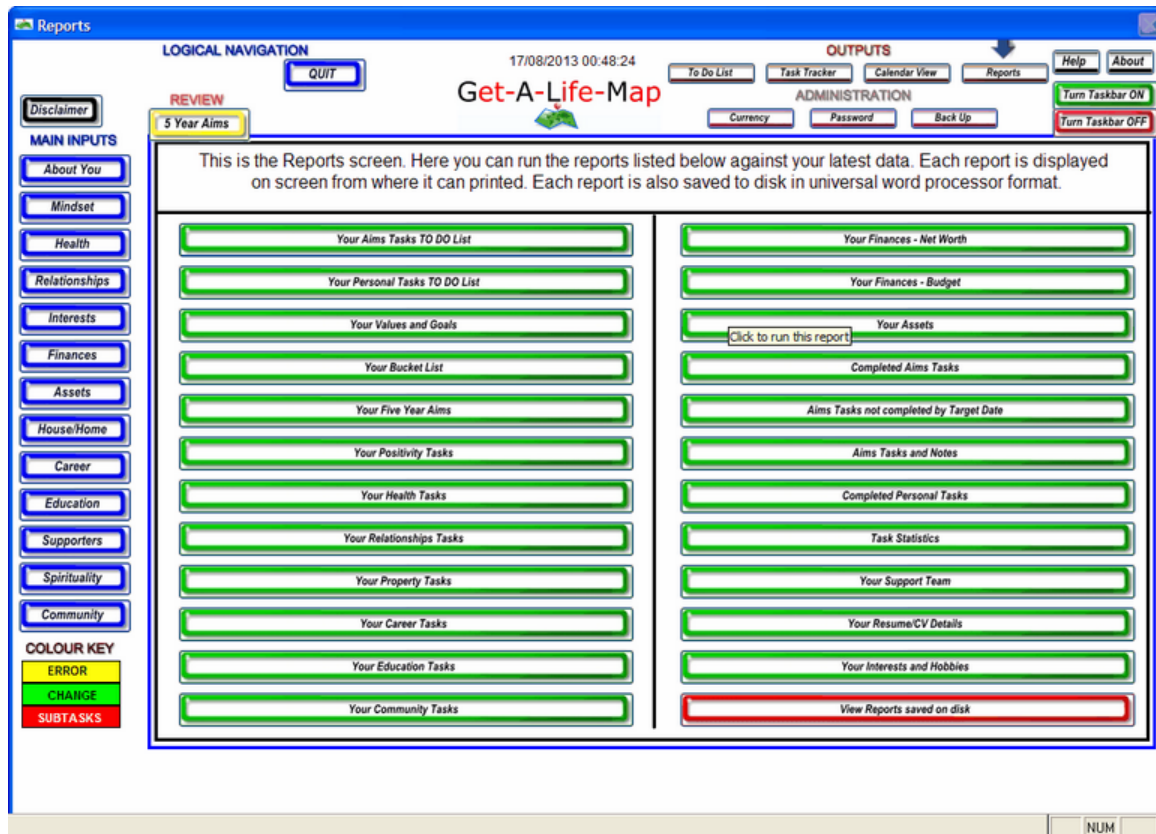 Reports
LOGICAL NAVIGATION
QUIT
17/08/2013 00:48:24
Get-A-Life-Map
OUTPUTS
To Do List
Task Tracker
Calendar View
Reports
ADMINISTRATION
Currency
Password
Back Up
Help
About
Turn Taskbar ON
Turn Taskbar OFF
Disclaimer
REVIEW
5 Year Aims
MAIN INPUTS
About You
Mindset
Health
Relationships
Interests
Finances
Assets
House/Home
Career
Education
Supporters
Spirituality
Community
COLOUR KEY
ERROR
CHANGE
SUBTASKS
This is the Reports screen. Here you can run the reports listed below against your latest data. Each report is displayed
on screen from where it can printed. Each report is also saved to disk in universal word processor format.
Your Aims Tasks TO DO List
Your Personal Tasks TO DO List
Your Values and Goals
Your Bucket List
Your Five Year Aims
Your Positivity Tasks
Your Health Tasks
Your Relationships Tasks
Your Property Tasks
Your Career Tasks
Your Education Tasks
Your Community Tasks
Your Finances - Net Worth
Your Finances - Budget
Your Assets
Click to run this report
Completed Aims Tasks
Aims Tasks not completed by Target Date
Aims Tasks and Notes
Completed Personal Tasks
Task Statistics
Your Support Team
Your Resume/CV Details
Your Interests and Hobbies
View Reports saved on disk
NUM